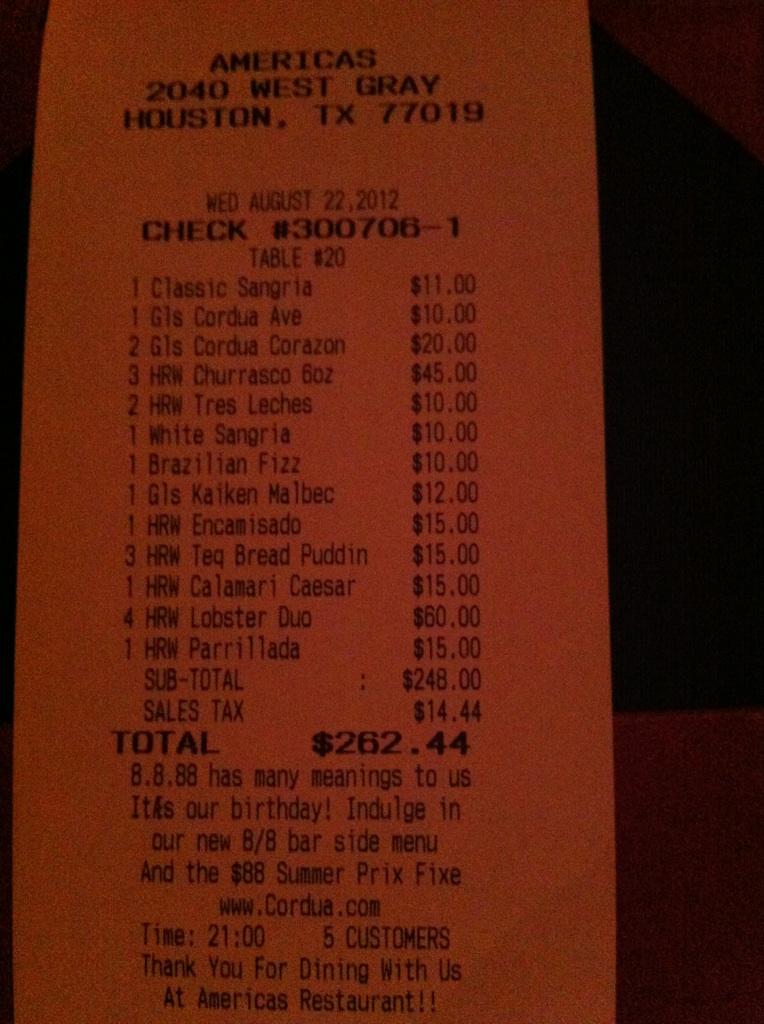 AMERICAS
2040 WEST GRAY
HOUSTON, TX 77019
WED AUGUST 22,2012
CHECK #300706-1
TABLE #20
1 Classic Sangria $11.00
1 Gls Cordua Ave $10.00
2 Gls Cordua Corazon $20.00
3 HRW Churrasco 6oz $45.00
2 HRW Tres Leches $10.00
1 White Sangria $10.00
1 Brazilian Fizz $10.00
1 Gls Kaiken Malbec $12.00
1 HRW Encamisado $15.00
3 HRW Teq Bread Puddin $15.00
1 HRW Calamari Caesar $15.00
4 HRW Lobster Duo $60.00
1 HRW Parrillada $15.00
SUB-TOTAL : $248.00
SALES TAX $14.44
TOTAL $262.44
8.8.88 has many meanings to us
ItÆs our birthday! Indulge in
our new 8/8 bar side menu
And the $88 Summer Prix Fixe
www.Cordua.com
Time: 21:00 5 CUSTOMERS
Thank You For Dining With Us
At Americas Restaurant!!